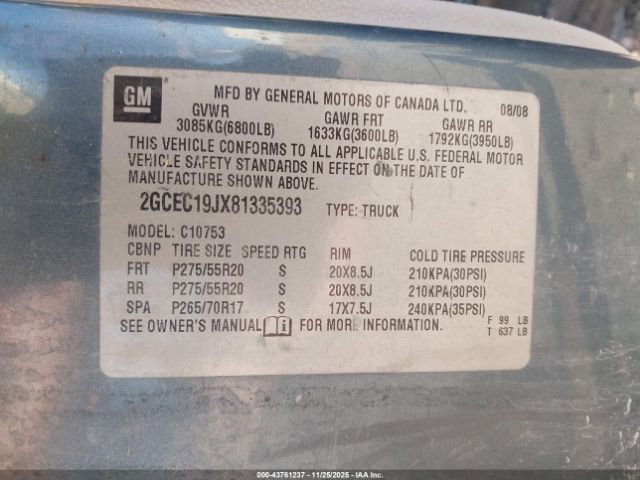 GM
MFD BY GENERAL MOTORS OF CANADA LTD. 08/08
GVWR GAWR FRT GAWR RR
3085KG(6800LB) 1633KG(3600LB) 1792KG(3950LB)
THIS VEHICLE CONFORMS TO ALL APPLICABLE U.S. FEDERAL MOTOR
VEHICLE SAFETY STANDARDS IN EFFECT ON THE DATE OF
MANUFACTURE SHOWN ABOVE.
2GCEC19JX81335393 TYPE: TRUCK
MODEL: C10753
CBNP TIRE SIZE SPEED RTG RIM COLD TIRE PRESSURE
FRT P275/55R20 S 20X8.5J 210KPA(30PSI)
RR P275/55R20 S 20X8.5J 210KPA(30PSI)
SPA P265/70R17 S 17X7.5J 240KPA(35PSI)
SEE OWNER'S MANUAL i FOR MORE INFORMATION.
F 99 LB
T 637 LB
000-43761237 - 11/25/2025 - IAA, Inc.